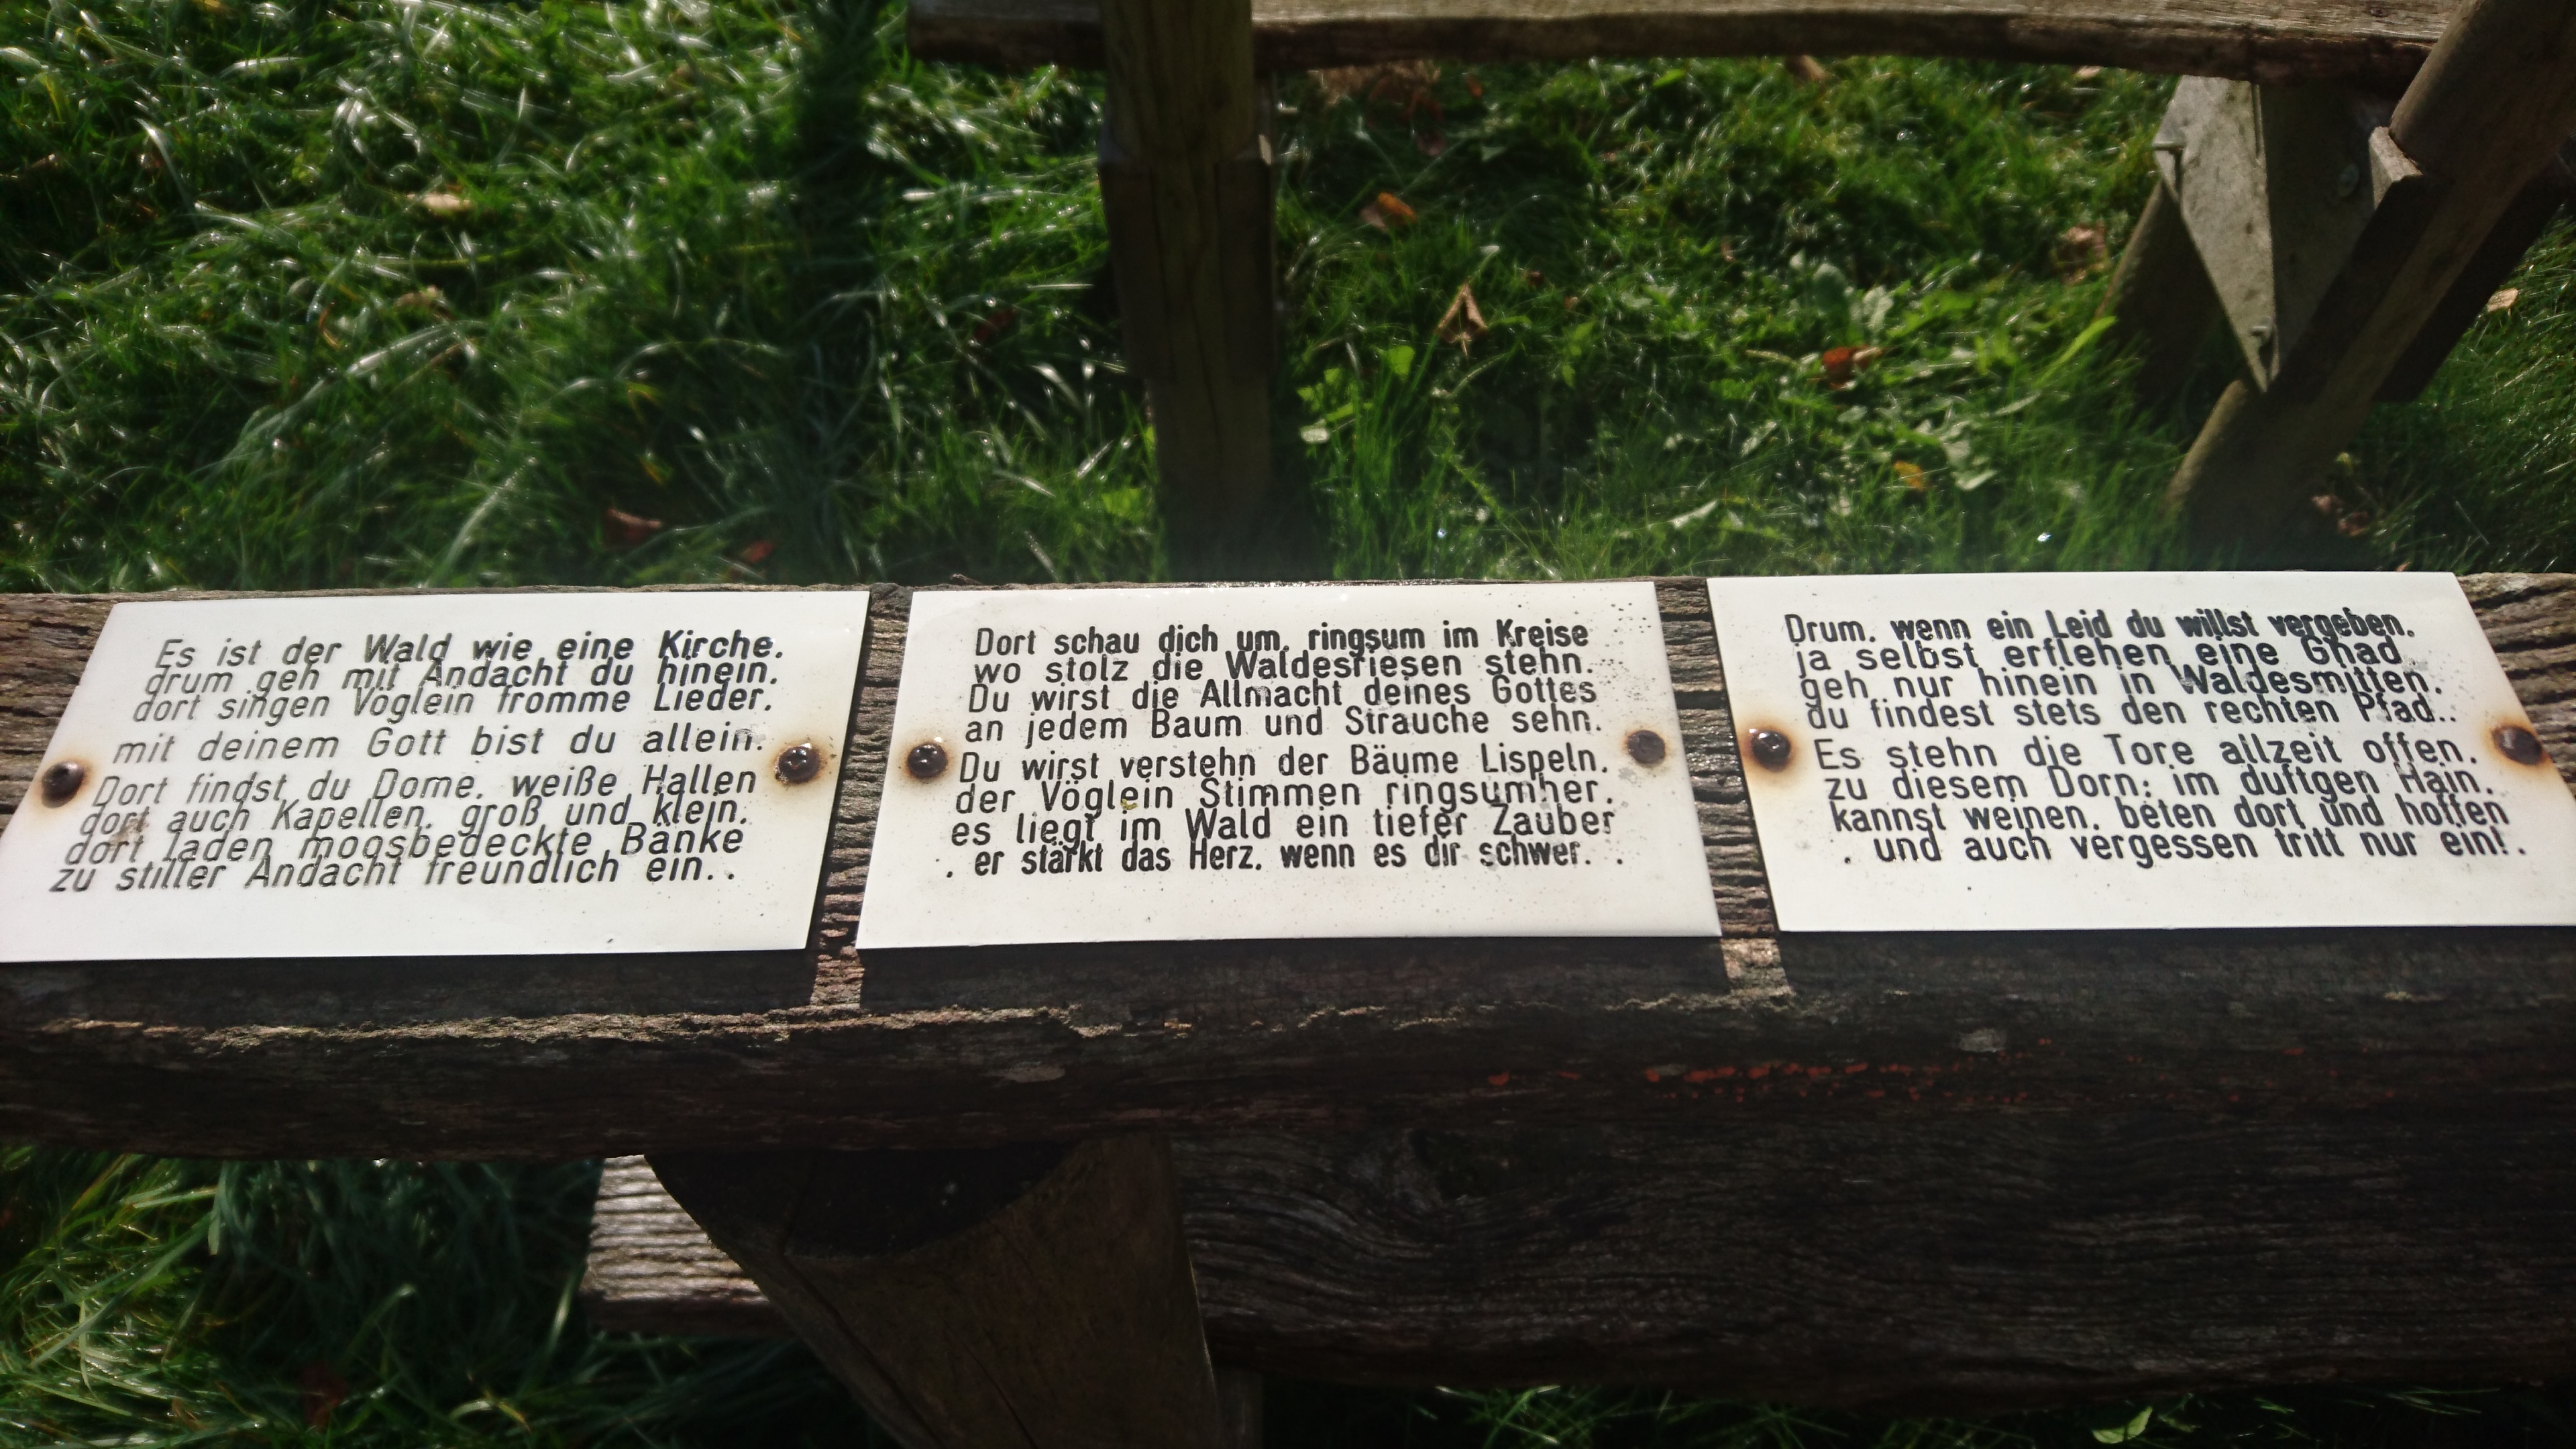 Es ist der Wald wie eine Kirche,
drum geh mit Andacht du hinein,
dort singen Vöglein fromme Lieder,
mit deinem Gott bist du allein.
Dort findst du Dome, weiße Hallen
dort auch Kapellen, groß und klein,
dort laden moosbedeckte Bänke
zu stiller Andacht freundlich ein..
Dort schau dich um, ringsum im Kreise
wo stolz die Waldesriesen stehn.
Du wirst die Allmacht deines Gottes
an jedem Baum und Strauche sehn.
Du wirst verstehn der Bäume Lispeln,
der Vöglein Stimmen ringsumher,
es liegt im Wald ein tiefer Zauber
. er stärkt das Herz, wenn es dir schwer. .
Drum, wenn ein Leid du willst vergeben,
ja selbst erflehen eine Gnad
geh nur hinein in Waldesmitten,
du findest stets den rechten Pfad..
Es stehn die Tore allzeit offen,
zu diesem Dorn; im duftgen Hain,
kannst weinen, beten dort und hoffen
. und auch vergessen tritt nur ein! .